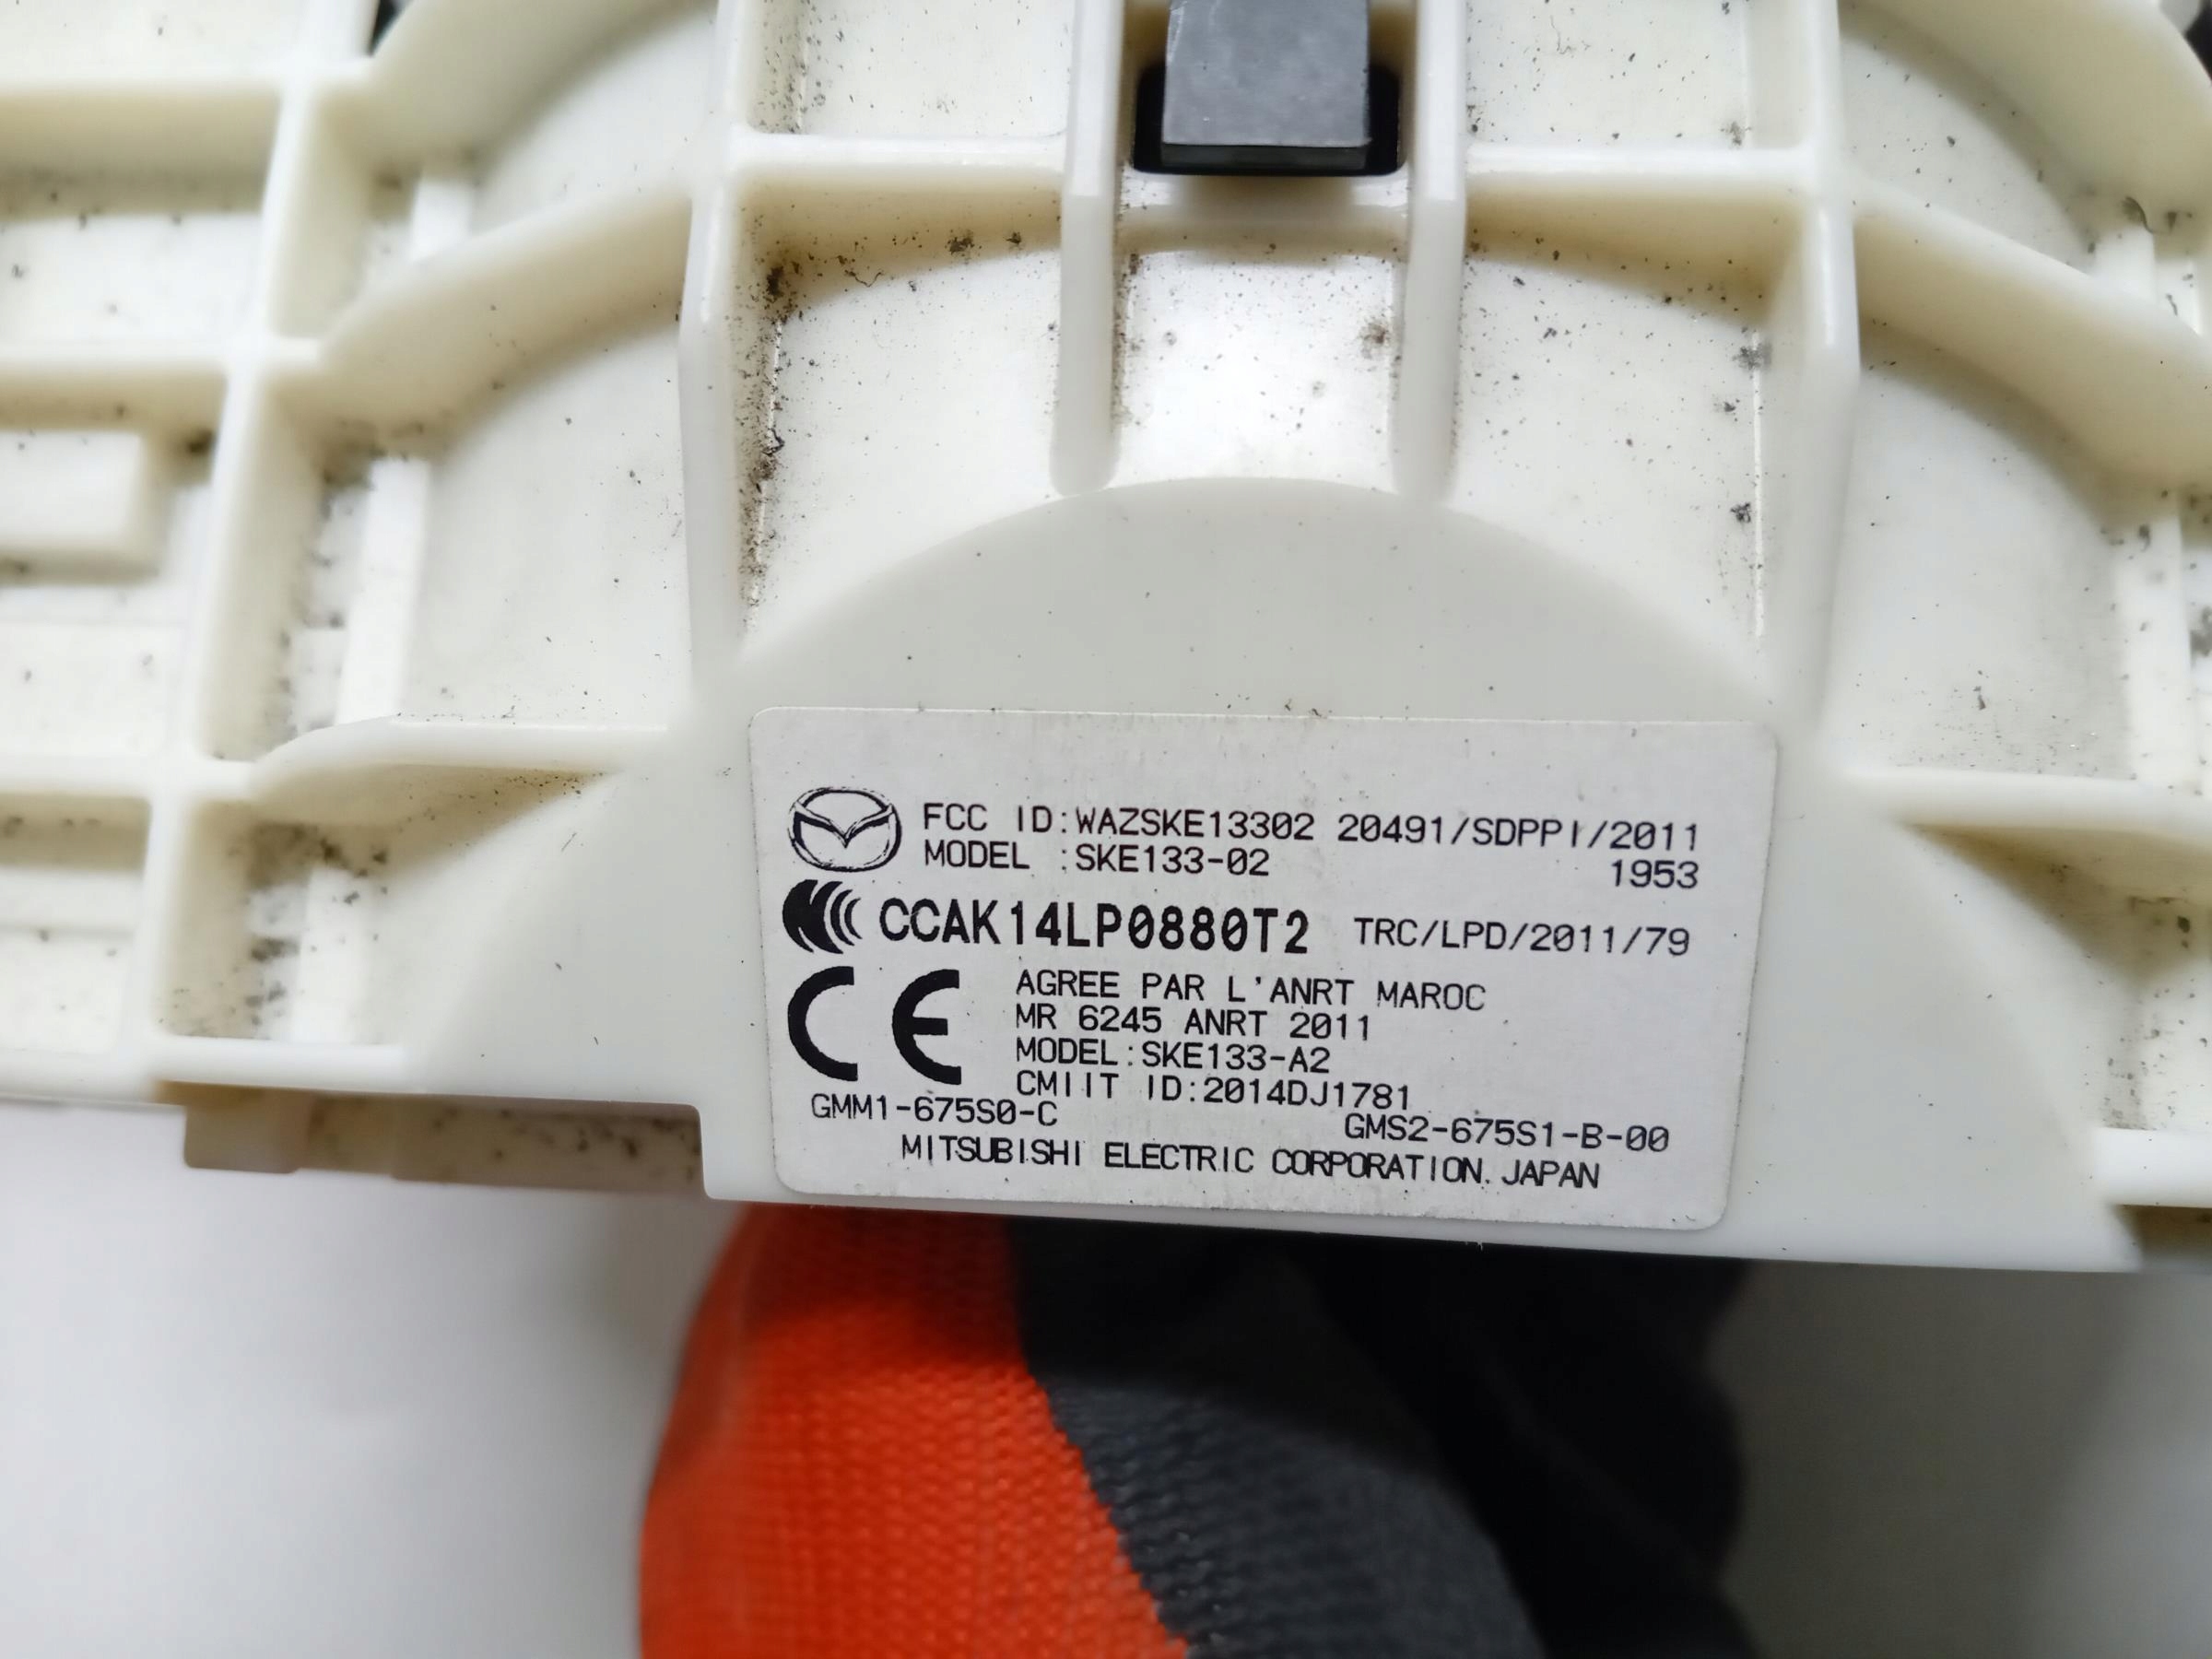 FCC ID:WAZSKE13302 20491/SDPPI/2011
MODEL :SKE133-02 1953
CCAK14LP0880T2 TRC/LPD/2011/79
CE AGREE PAR L'ANRT MAROC
MR 6245 ANRT 2011
MODEL:SKE133-A2
CMIIT ID:2014DJ1781
GMM1-675S0-C GMS2-675S1-B-00
MITSUBISHI ELECTRIC CORPORATION. JAPAN